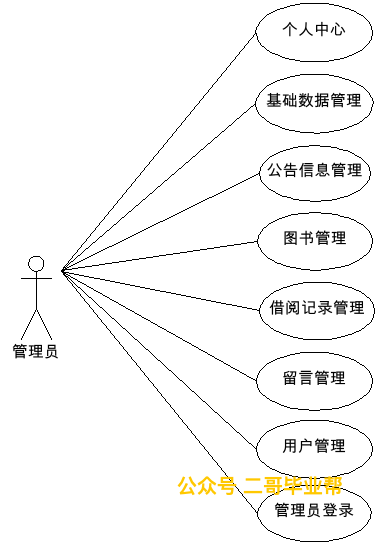 个人中心
基础数据管理
公告信息管理
图书管理
借阅记录管理
管理员
留言管理
用户管理
公众号 二哥毕业帮
管理员登录